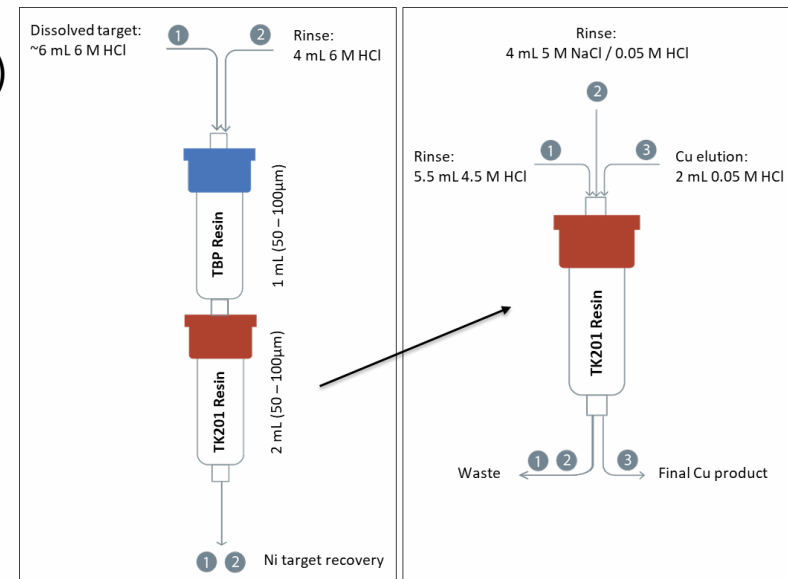 )
Dissolved target:
~6 mL 6 M HCl
1
2
Rinse:
4 mL 6 M HCl
TBP Resin
1 mL (50 – 100µm)
TK201 Resin
2 mL (50 – 100µm)
1 2 Ni target recovery
Rinse:
4 mL 5 M NaCl / 0.05 M HCl
2
Rinse:
5.5 mL 4.5 M HCl
1
3
Cu elution:
2 mL 0.05 M HCl
TK201 Resin
Waste
1 2
3
Final Cu product